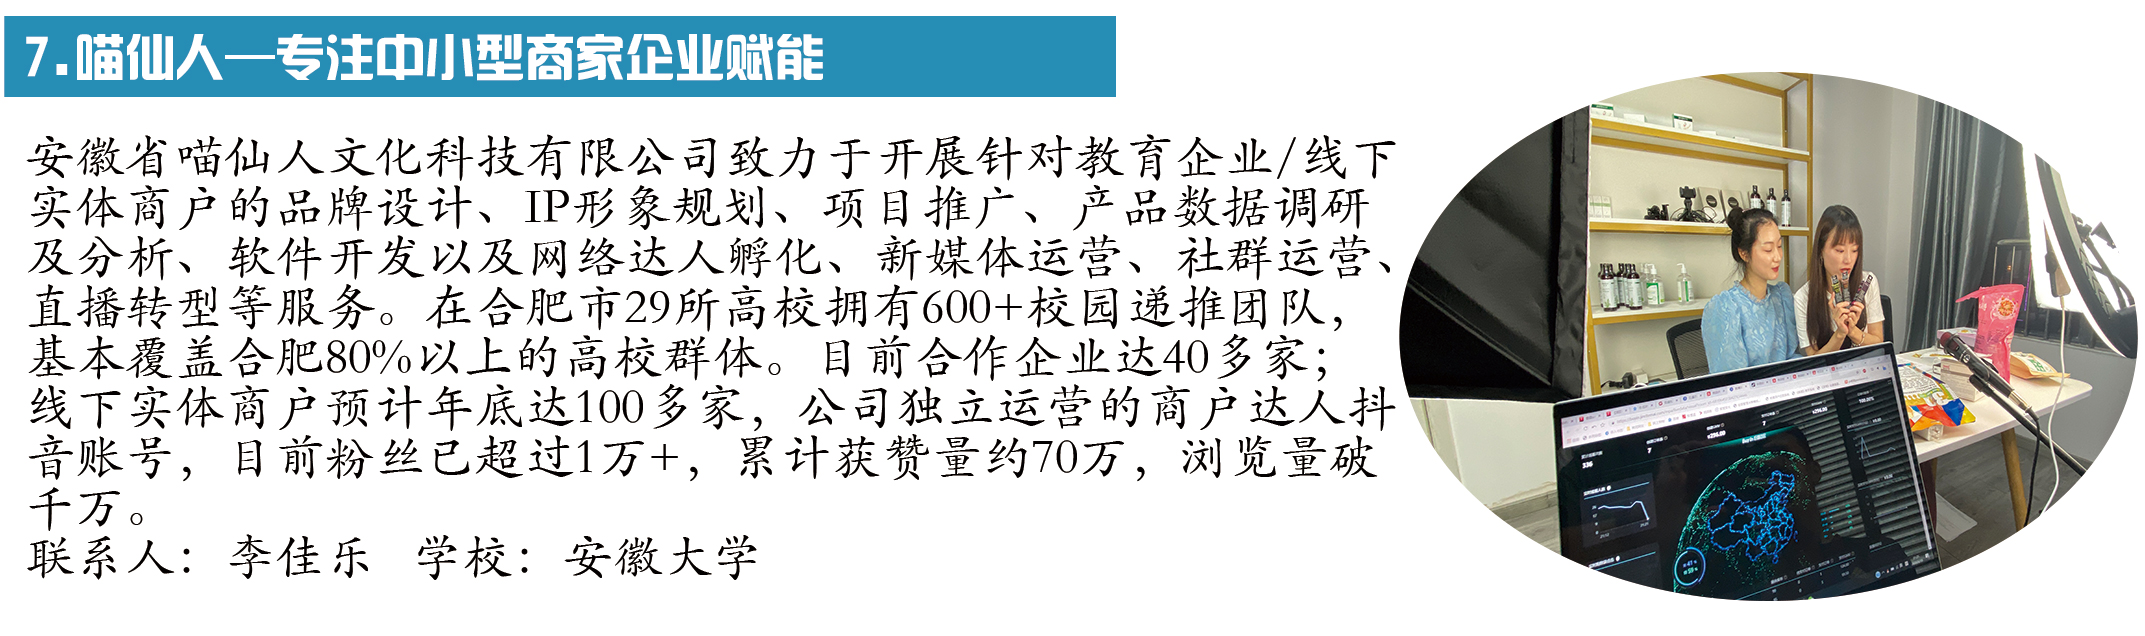 7.喵仙人—专注中小型商家企业赋能
安徽省喵仙人文化科技有限公司致力于开展针对教育企业/线下
实体商户的品牌设计、IP形象规划、项目推广、产品数据调研
及分析、软件开发以及网络达人孵化、新媒体运营、社群运营、
直播转型等服务。在合肥市29所高校拥有600+校园递推团队，
基本覆盖合肥80%以上的高校群体。目前合作企业达40多家；
线下实体商户预计年底达100多家，公司独立运营的商户达人抖
音账号，目前粉丝已超过1万+，累计获赞量约70万，浏览量破
千万。
联系人：李佳乐 学校：安徽大学